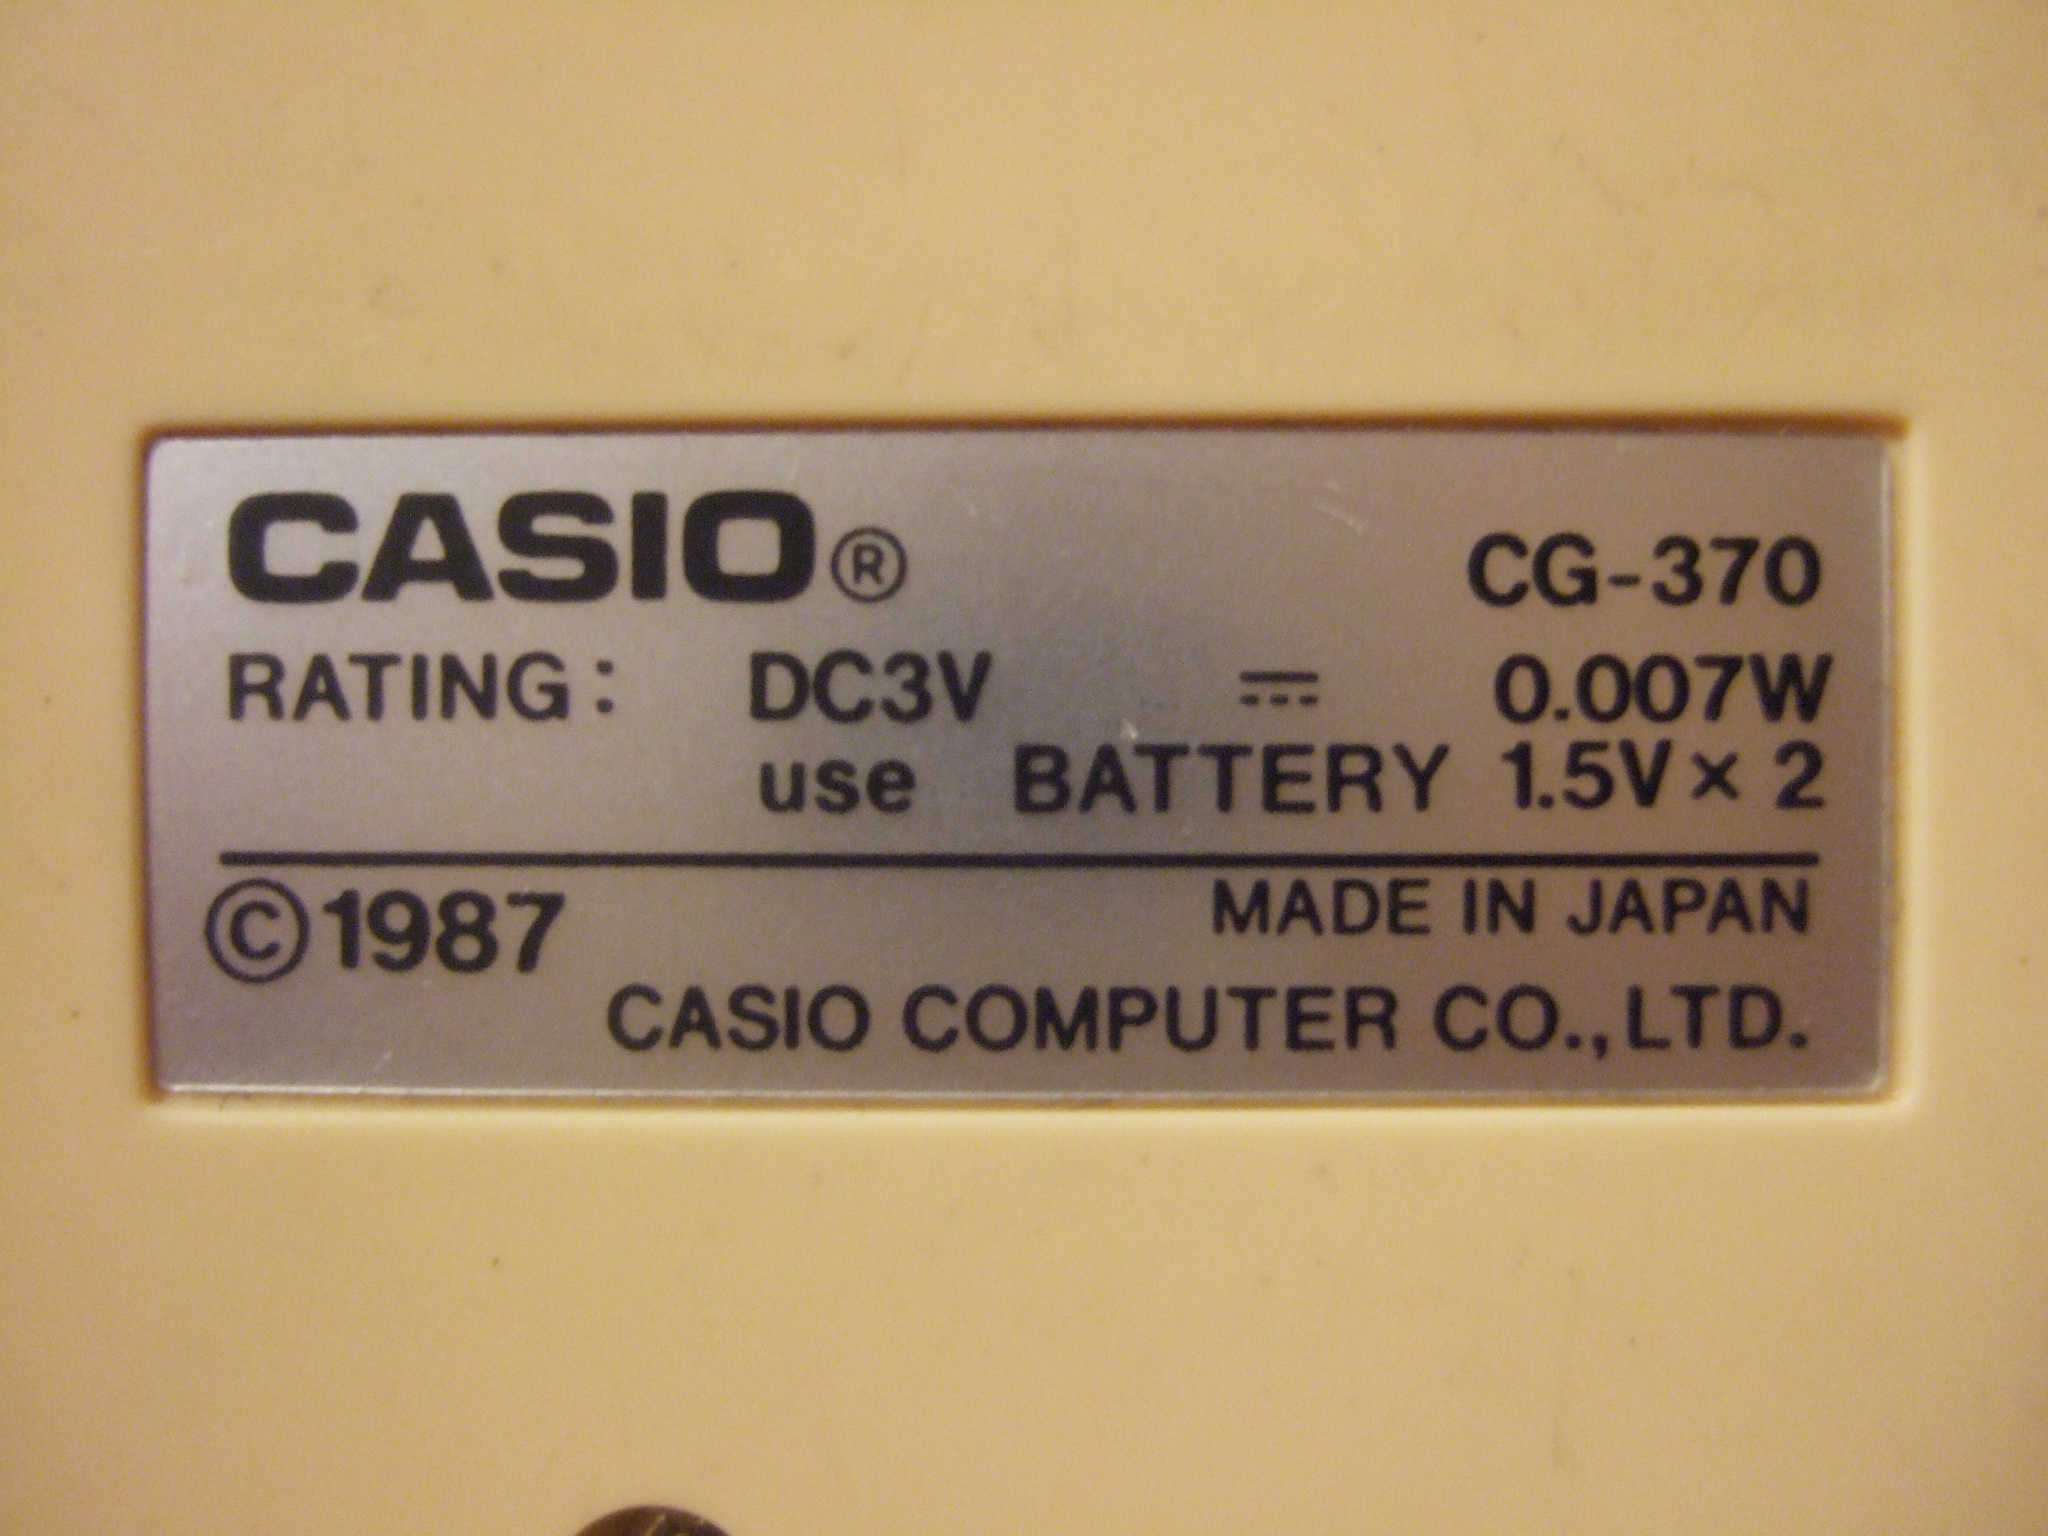 CASIO® CG-370
RATING: DC3V ⎓ 0.007W
use BATTERY 1.5V × 2
©1987 MADE IN JAPAN
CASIO COMPUTER CO.,LTD.